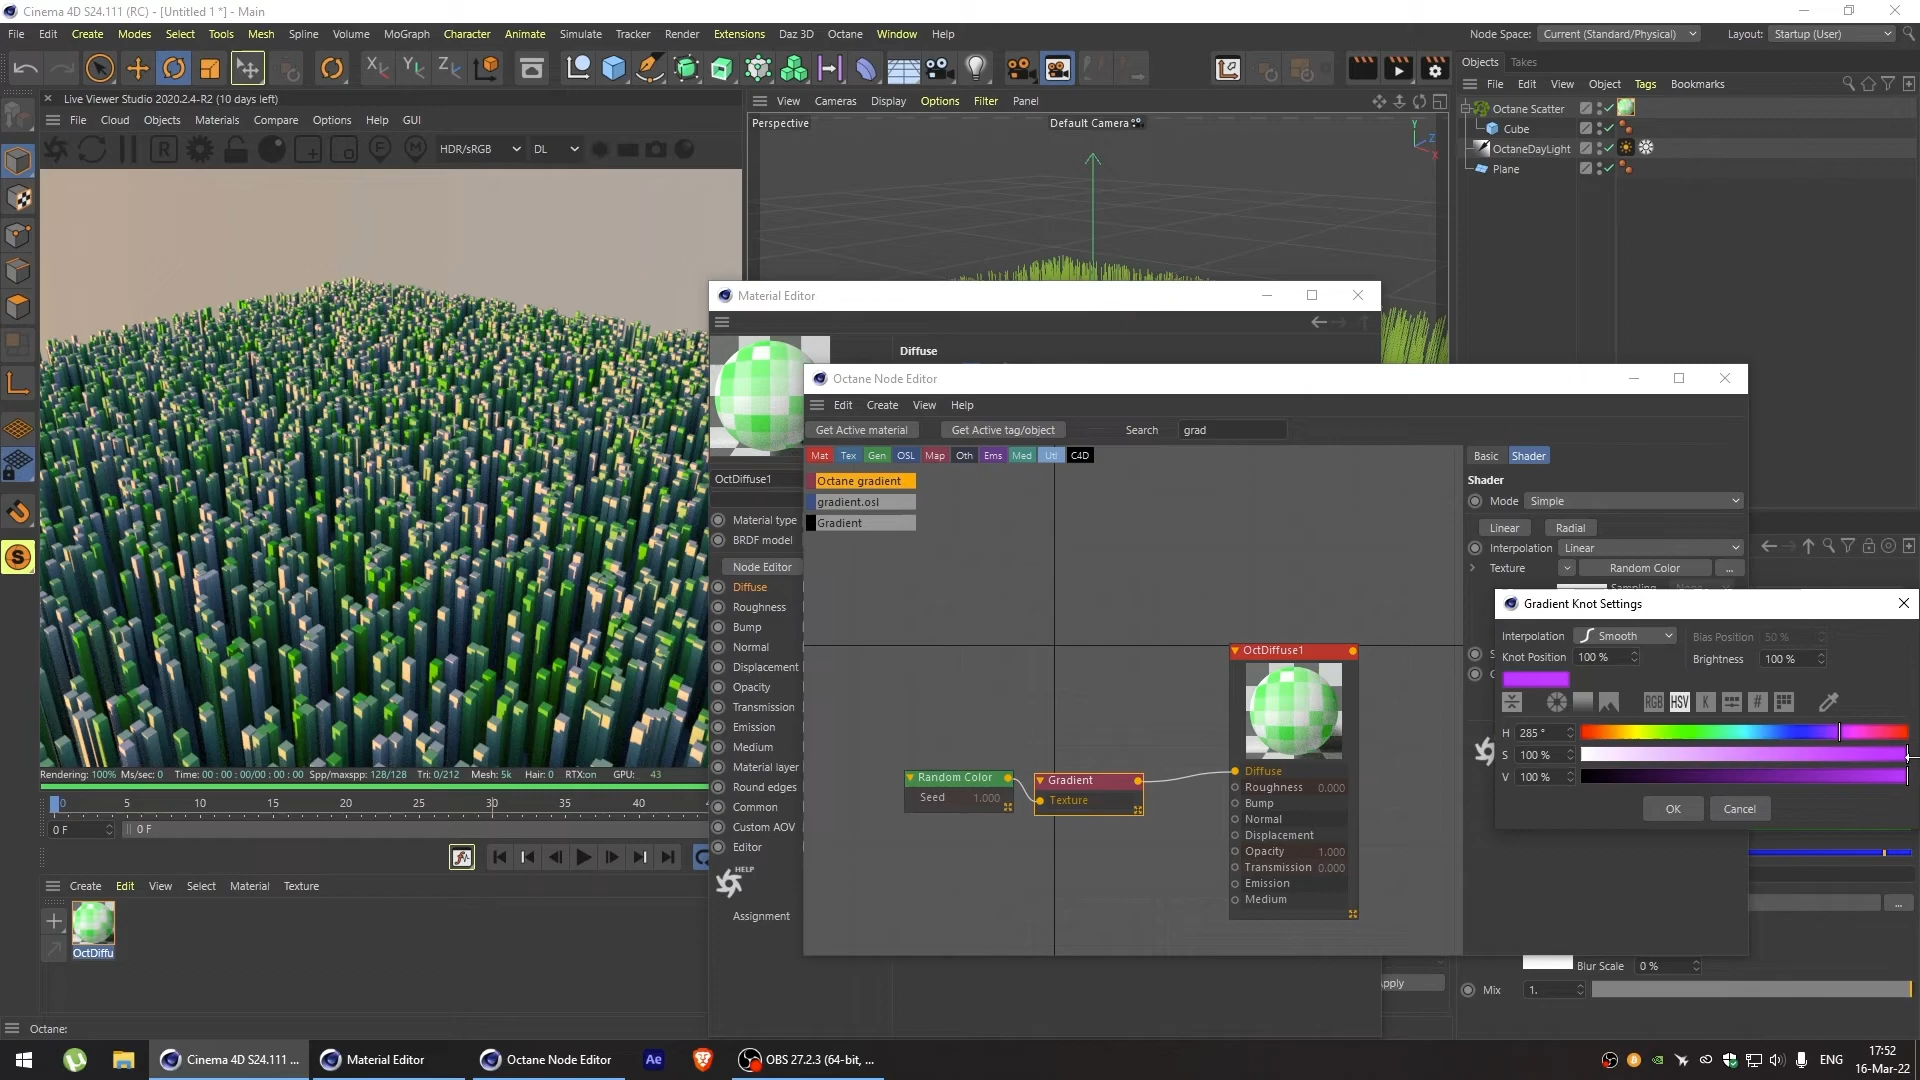 Cinema 4D S24.111 (RC) - [Untitled 1 *] - Main
File Edit Create Modes Select Tools Mesh Spline Volume MoGraph Character Animate Simulate Tracker Render Extensions Daz 3D Octane Window Help
Node Space: Current (Standard/Physical) Layout: Startup (User)
Objects Takes
File Edit View Object Tags Bookmarks
Octane Scatter
Cube
OctaneDayLight
Plane
Live Viewer Studio 2020.2.4-R2 (10 days left)
File Cloud Objects Materials Compare Options Help GUI
HDR/sRGB DL
View Cameras Display Options Filter Panel
Perspective
Default Camera
Y
Z
X
Material Editor
Diffuse
OctDiffuse1
Material type
BRDF model
Node Editor
Diffuse
Roughness
Bump
Normal
Displacement
Opacity
Transmission
Emission
Medium
Material layer
Round edges
Common
Custom AOV
Editor
HELP
Assignment
Octane Node Editor
Edit Create View Help
Get Active material Get Active tag/object Search grad
Mat Tex Gen OSL Map Oth Ems Med Utl C4D
Octane gradient
gradient.osl
Gradient
Random Color
Seed 1.000
Gradient
Texture
OctDiffuse1
Diffuse
Roughness 0.000
Bump
Normal
Displacement
Opacity 1.000
Transmission 0.000
Emission
Medium
Basic Shader
Shader
Mode Simple
Linear Radial
Interpolation Linear
Texture Random Color ...
Gradient Knot Settings
Interpolation Smooth Bias Position 50 %
Knot Position 100 % Brightness 100 %
RGB HSV K #
H 285 °
S 100 %
V 100 %
OK Cancel
...
Blur Scale 0 %
Mix 1.
Rendering: 100% Ms/sec: 0 Time: 00 : 00 : 00/00 : 00 : 00 Spp/maxspp: 128/128 Tri: 0/212 Mesh: 5k Hair: 0 RTX:on GPU: 43
0 5 10 15 20 25 30 35 40
0 F 0 F
Create Edit View Select Material Texture
OctDiffu
Octane:
Cinema 4D S24.111 ... Material Editor Octane Node Editor Ae OBS 27.2.3 (64-bit, ...
ENG
17:52
16-Mar-22